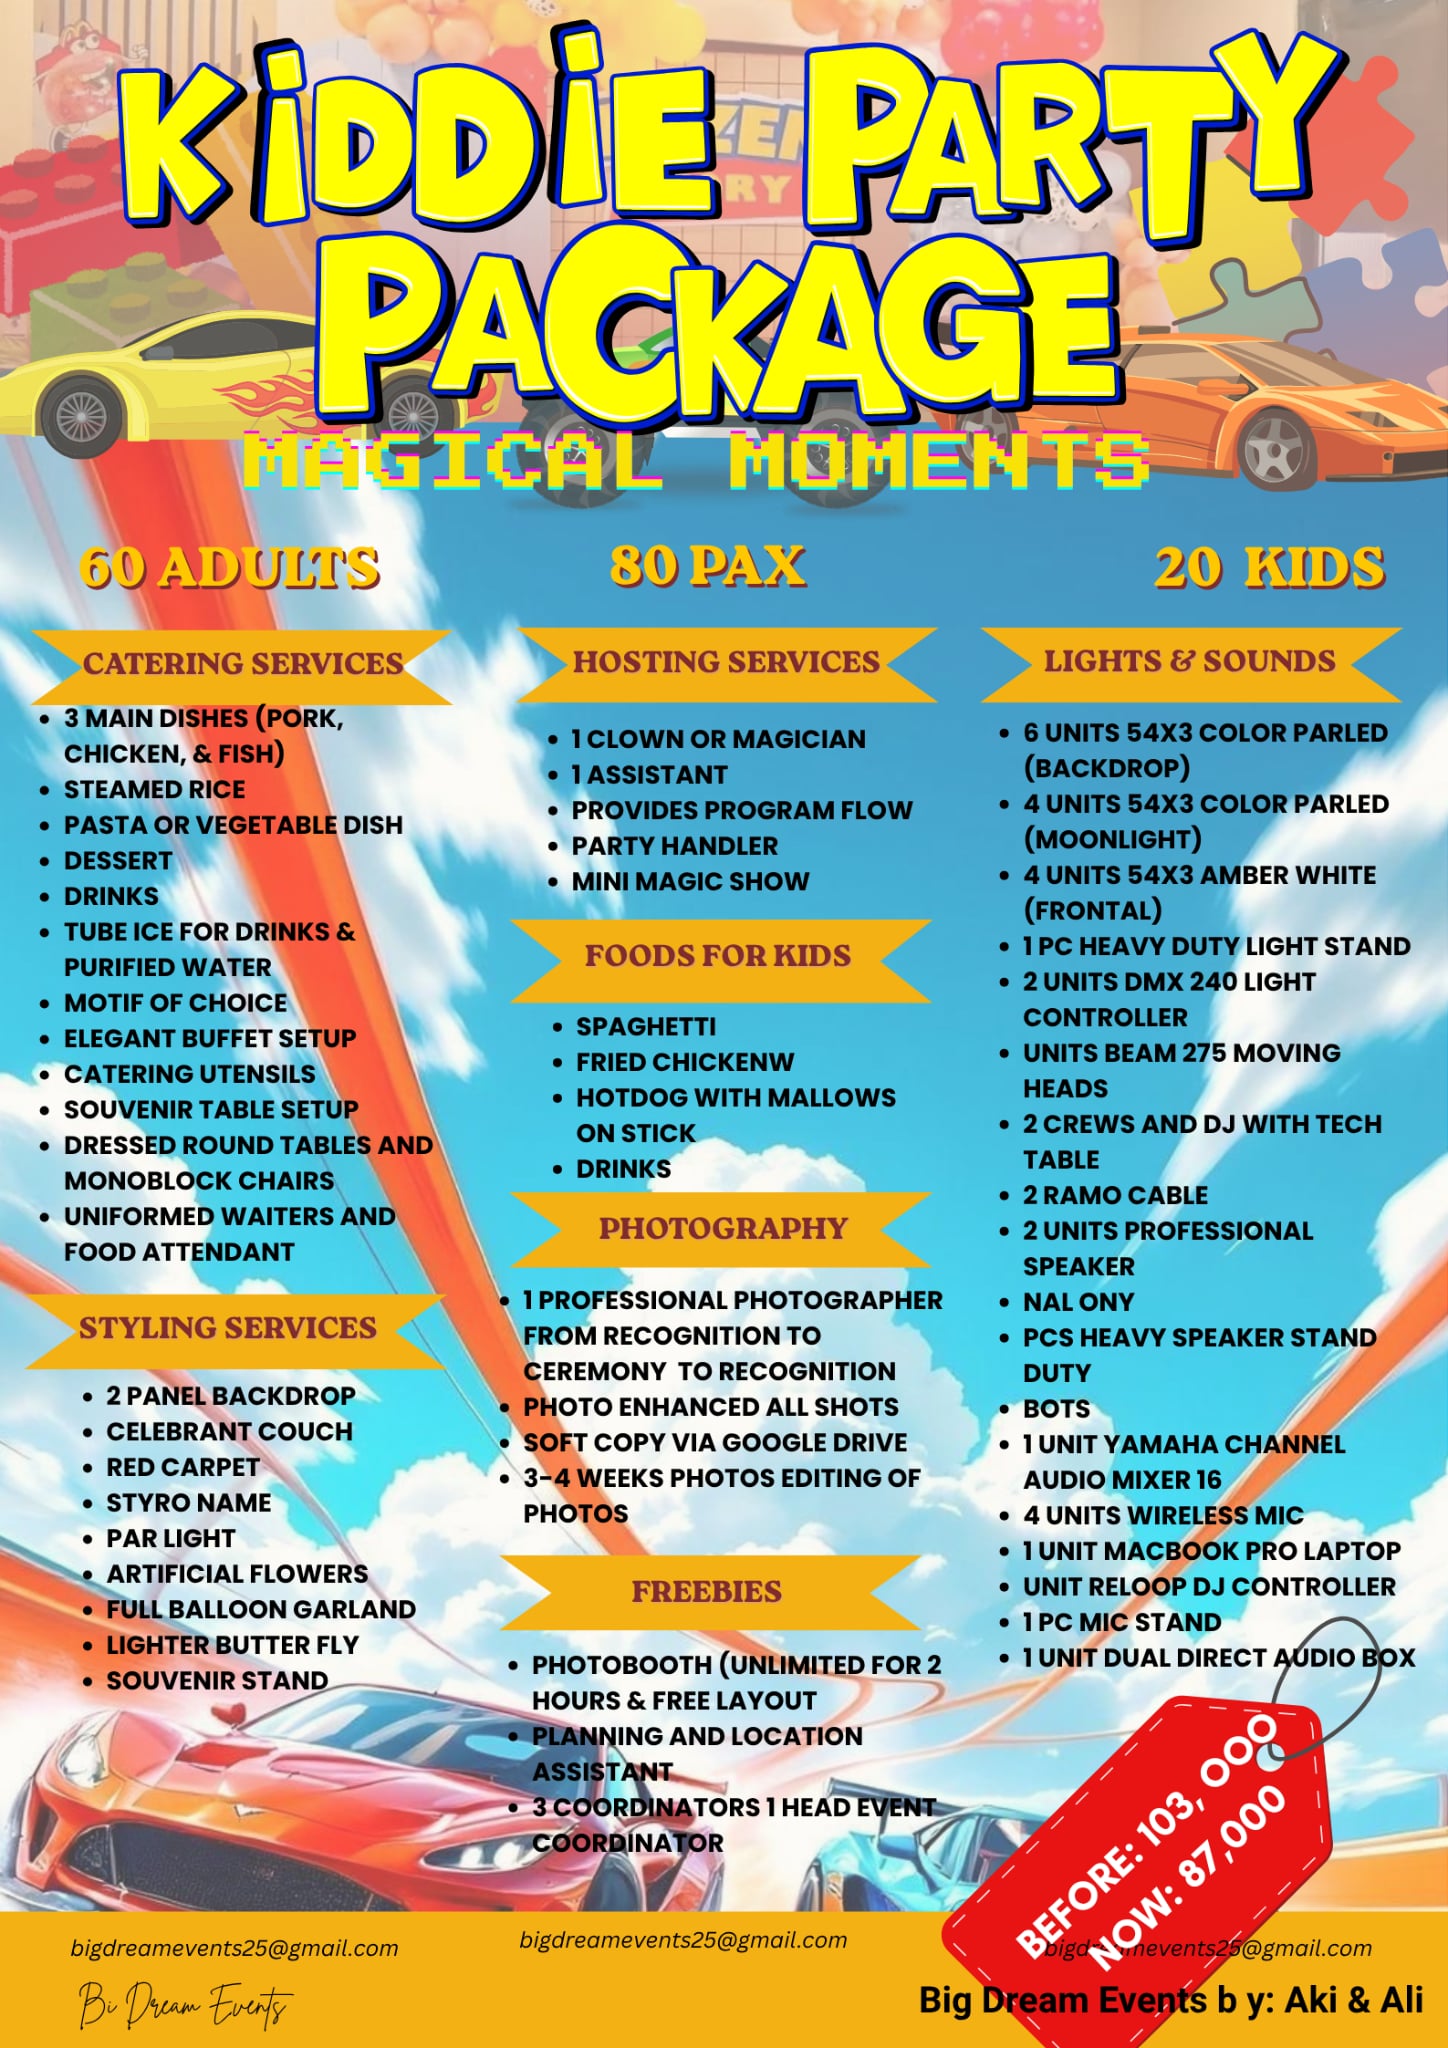 KIDDIE PARTY
PACKAGE
MAGICAL MOMENTS
60 ADULTS
80 PAX
20 KIDS
CATERING SERVICES
• 3 MAIN DISHES (PORK,
CHICKEN, & FISH)
• STEAMED RICE
• PASTA OR VEGETABLE DISH
• DESSERT
• DRINKS
• TUBE ICE FOR DRINKS &
PURIFIED WATER
• MOTIF OF CHOICE
• ELEGANT BUFFET SETUP
• CATERING UTENSILS
• SOUVENIR TABLE SETUP
• DRESSED ROUND TABLES AND
MONOBLOCK CHAIRS
• UNIFORMED WAITERS AND
FOOD ATTENDANT
STYLING SERVICES
• 2 PANEL BACKDROP
• CELEBRANT COUCH
• RED CARPET
• STYRO NAME
• PAR LIGHT
• ARTIFICIAL FLOWERS
• FULL BALLOON GARLAND
• LIGHTER BUTTER FLY
• SOUVENIR STAND
HOSTING SERVICES
• 1 CLOWN OR MAGICIAN
• 1 ASSISTANT
• PROVIDES PROGRAM FLOW
• PARTY HANDLER
• MINI MAGIC SHOW
FOODS FOR KIDS
• SPAGHETTI
• FRIED CHICKENW
• HOTDOG WITH MALLOWS
ON STICK
• DRINKS
PHOTOGRAPHY
• 1 PROFESSIONAL PHOTOGRAPHER
FROM RECOGNITION TO
CEREMONY TO RECOGNITION
• PHOTO ENHANCED ALL SHOTS
• SOFT COPY VIA GOOGLE DRIVE
• 3-4 WEEKS PHOTOS EDITING OF
PHOTOS
FREEBIES
• PHOTOBOOTH (UNLIMITED FOR 2
HOURS & FREE LAYOUT
• PLANNING AND LOCATION
ASSISTANT
• 3 COORDINATORS 1 HEAD EVENT
COORDINATOR
LIGHTS & SOUNDS
• 6 UNITS 54X3 COLOR PARLED
(BACKDROP)
• 4 UNITS 54X3 COLOR PARLED
(MOONLIGHT)
• 4 UNITS 54X3 AMBER WHITE
(FRONTAL)
• 1 PC HEAVY DUTY LIGHT STAND
• 2 UNITS DMX 240 LIGHT
CONTROLLER
• UNITS BEAM 275 MOVING
HEADS
• 2 CREWS AND DJ WITH TECH
TABLE
• 2 RAMO CABLE
• 2 UNITS PROFESSIONAL
SPEAKER
• NAL ONY
• PCS HEAVY SPEAKER STAND
DUTY
• BOTS
• 1 UNIT YAMAHA CHANNEL
AUDIO MIXER 16
• 4 UNITS WIRELESS MIC
• 1 UNIT MACBOOK PRO LAPTOP
• UNIT RELOOP DJ CONTROLLER
• 1 PC MIC STAND
• 1 UNIT DUAL DIRECT AUDIO BOX
BEFORE: 103, OOO
NOW: 87,000
bigdreamevents25@gmail.com
bigdreamevents25@gmail.com
Bi Dream Events
Big Dream Events b y: Aki & Ali